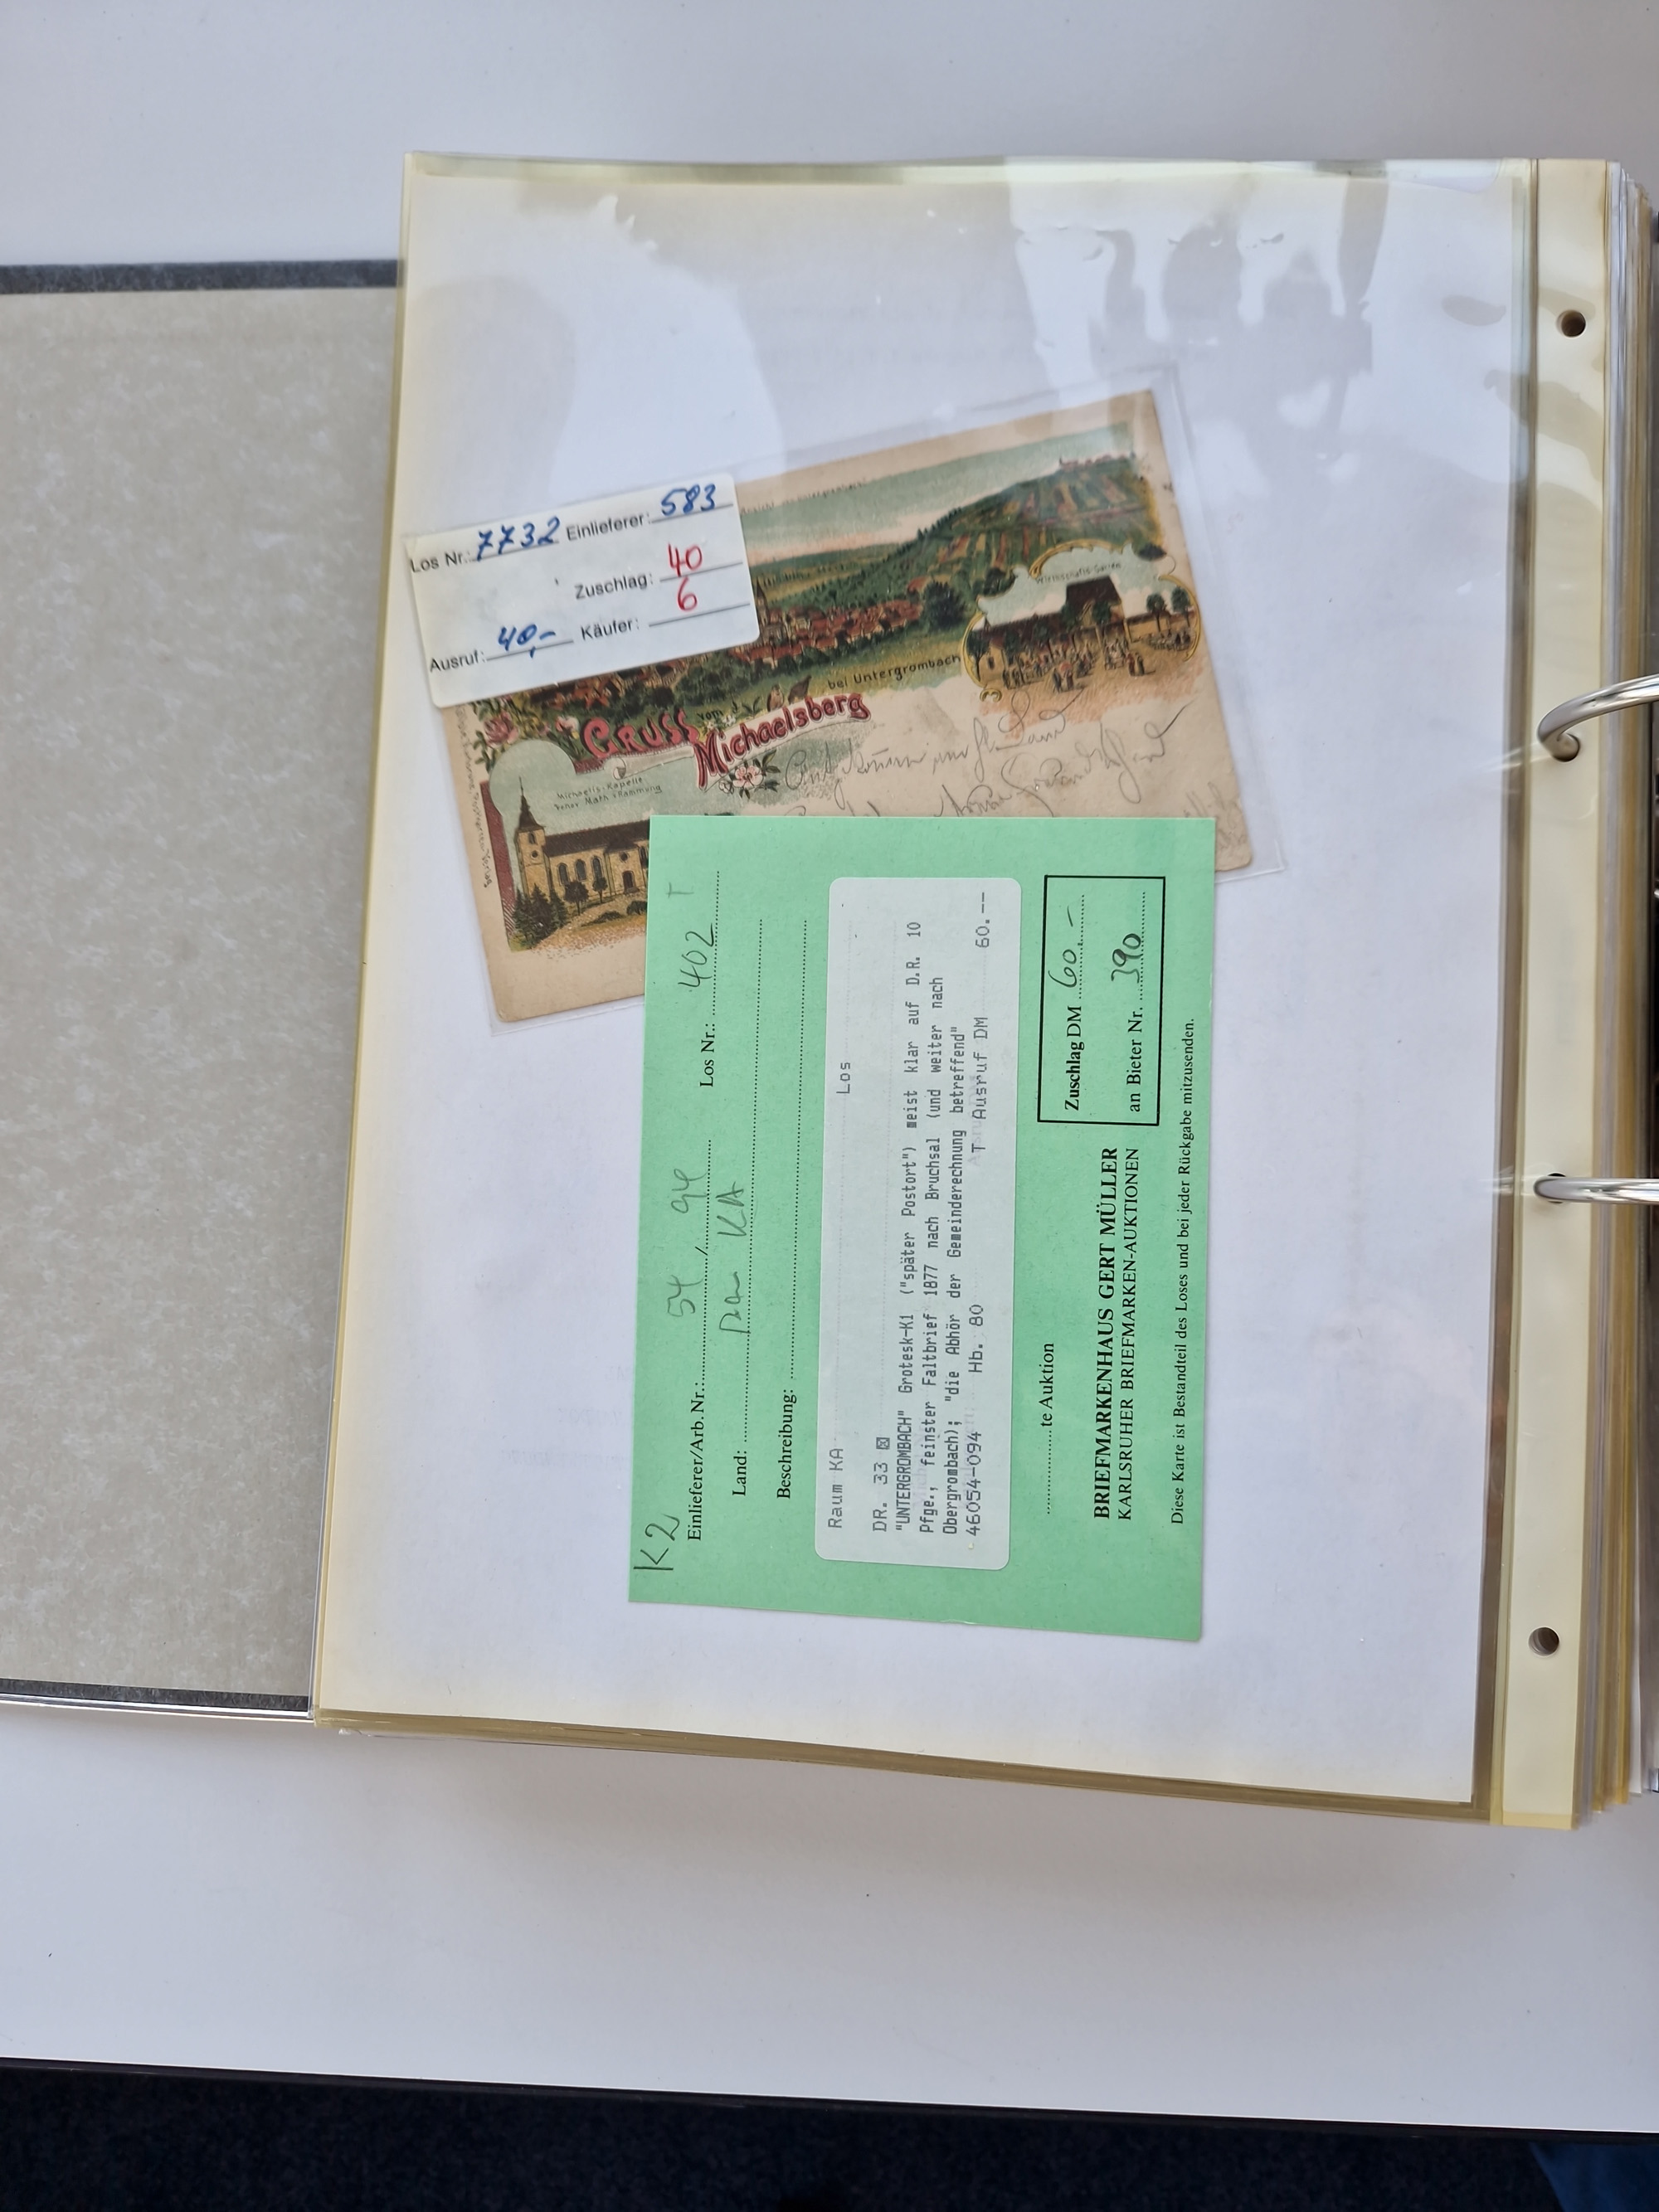 Los Nr.: 7732 Einlieferer: 583
Zuschlag: 40
Ausruf: 40,- Käufer: 6
Wirtschafts-Garten
bei Untergrombach
Gruss vom
Michaelsberg
Michaelis-Kapelle
K2
Einlieferer/Arb.Nr.: 54 / 94 Los Nr.: 402 T
Land: KA
Beschreibung:
Raum KA Los
DR. 33 ☒
"UNTERGROMBACH" Grotesk-K1 ("später Postort") meist klar auf D.R. 10
Pfge., feinster Faltbrief 1877 nach Bruchsal (und weiter nach
Obergrombach); "die Abhör der Gemeinderechnung betreffend"
46054-094 Hb. 80 T Ausruf DM 60.--
te Auktion
Zuschlag DM 60,-
an Bieter Nr. 390
BRIEFMARKENHAUS GERT MÜLLER
KARLSRUHER BRIEFMARKEN-AUKTIONEN
Diese Karte ist Bestandteil des Loses und bei jeder Rückgabe mitzusenden.